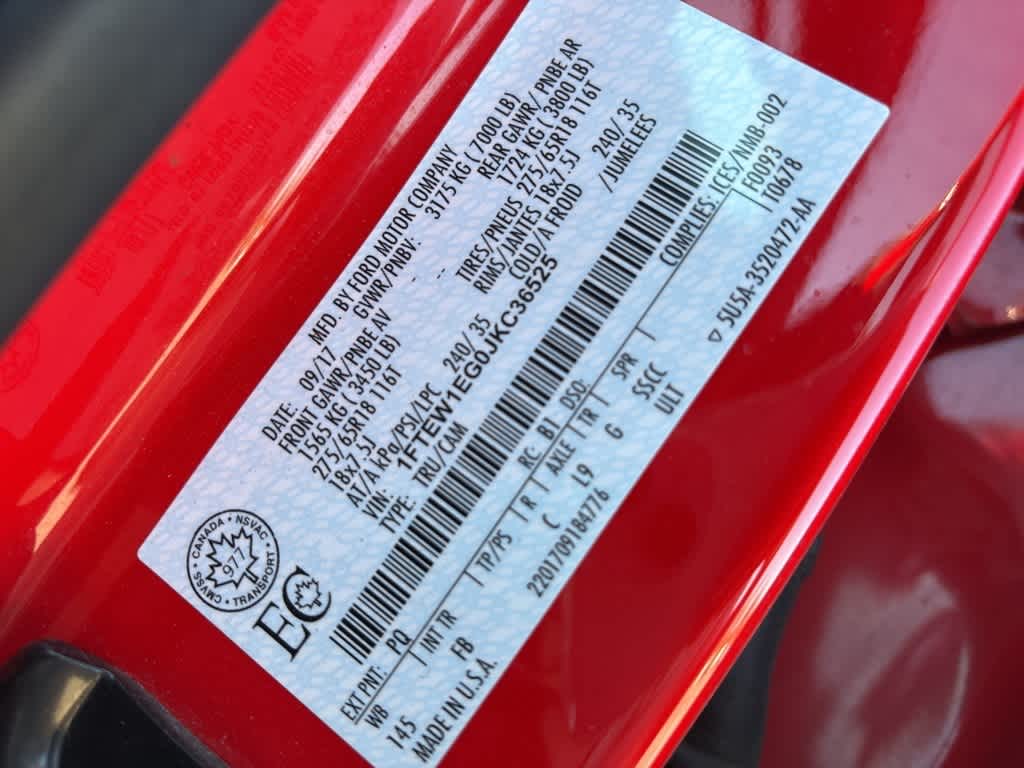 DATE: 09/17 MFD. BY FORD MOTOR COMPANY
FRONT GAWR/PNBE AV GVWR/PNBV: 3175 KG ( 7000 LB)
1565 KG ( 3450 LB) -- REAR GAWR/ PNBE AR
275/65R18 116T 1724 KG ( 3800 LB)
18x7.5J TIRES/PNEUS 275/65R18 116T
AT/A kPa/PSI/LPC 240/35 RIMS/JANTES 18x7.5J
COLD/A FROID 240/35
VIN: 1FTEW1EG0JKC36525 /JUMELEES
TYPE: TRU/CAM
CMVSS • CANADA • NSVAC • TRANSPORT •
977
EC
COMPLIES: ICES/NMB-002
EXT PNT: PQ RC: B1 DSO: F0093
WB INT TR TP/PS R AXLE TR SPR I0678
145 FB C L9 G SSCC
MADE IN U.S.A. 2201709184776 ULT ▽ 5U5A-3520472-AA